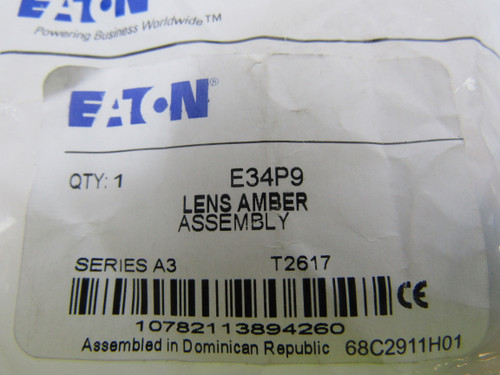 EATON
Powering Business Worldwide™
EATON®
QTY: 1 E34P9
LENS AMBER
ASSEMBLY
SERIES A3 T2617
CE
10782113894260
Assembled in Dominican Republic 68C2911H01